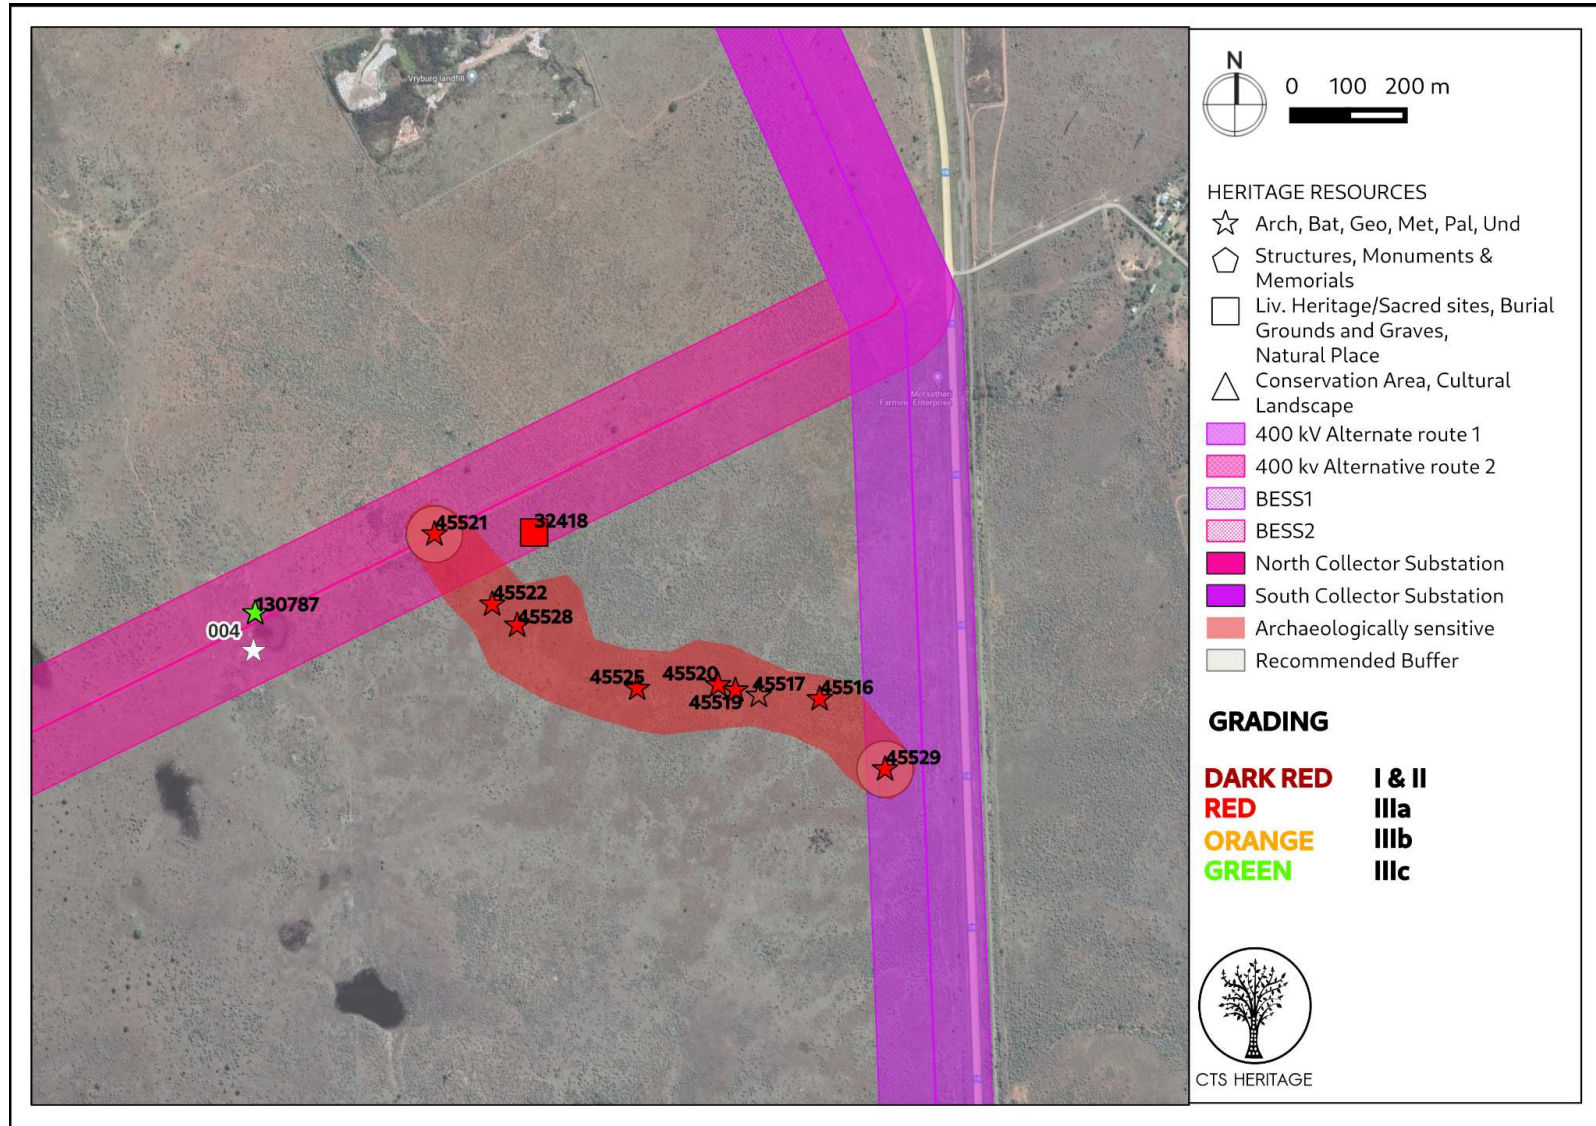 Vryburg landfill
Motsathan
Farming Enterprise
45521
32418
45522
45528
130787
004
45525
45520
45519
45517
45516
45529
N
0 100 200 m
HERITAGE RESOURCES
Arch, Bat, Geo, Met, Pal, Und
Structures, Monuments &
Memorials
Liv. Heritage/Sacred sites, Burial
Grounds and Graves,
Natural Place
Conservation Area, Cultural
Landscape
400 kV Alternate route 1
400 kv Alternative route 2
BESS1
BESS2
North Collector Substation
South Collector Substation
Archaeologically sensitive
Recommended Buffer
GRADING
DARK RED I & II
RED IIIa
ORANGE IIIb
GREEN IIIc
CTS HERITAGE